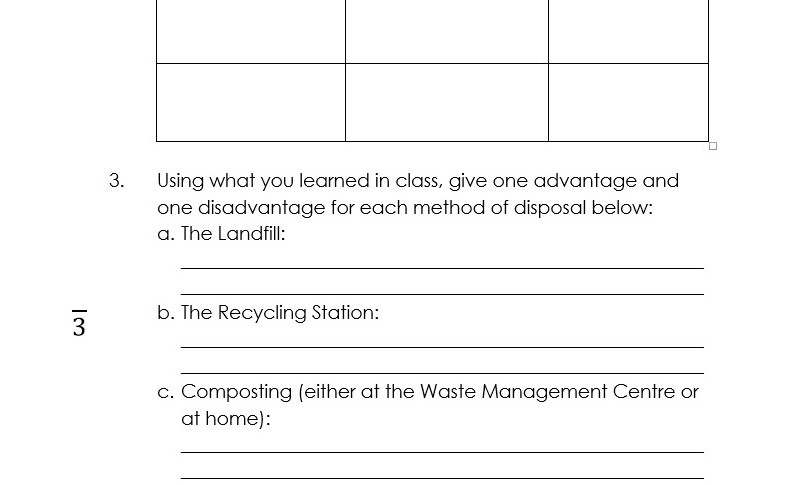 3. Using what you learned in class, give one advantage and
one disadvantage for each method of disposal below:
a. The Landfill:
b. The Recycling Station:
3
c. Composting (either at the Waste Management Centre or
at home):